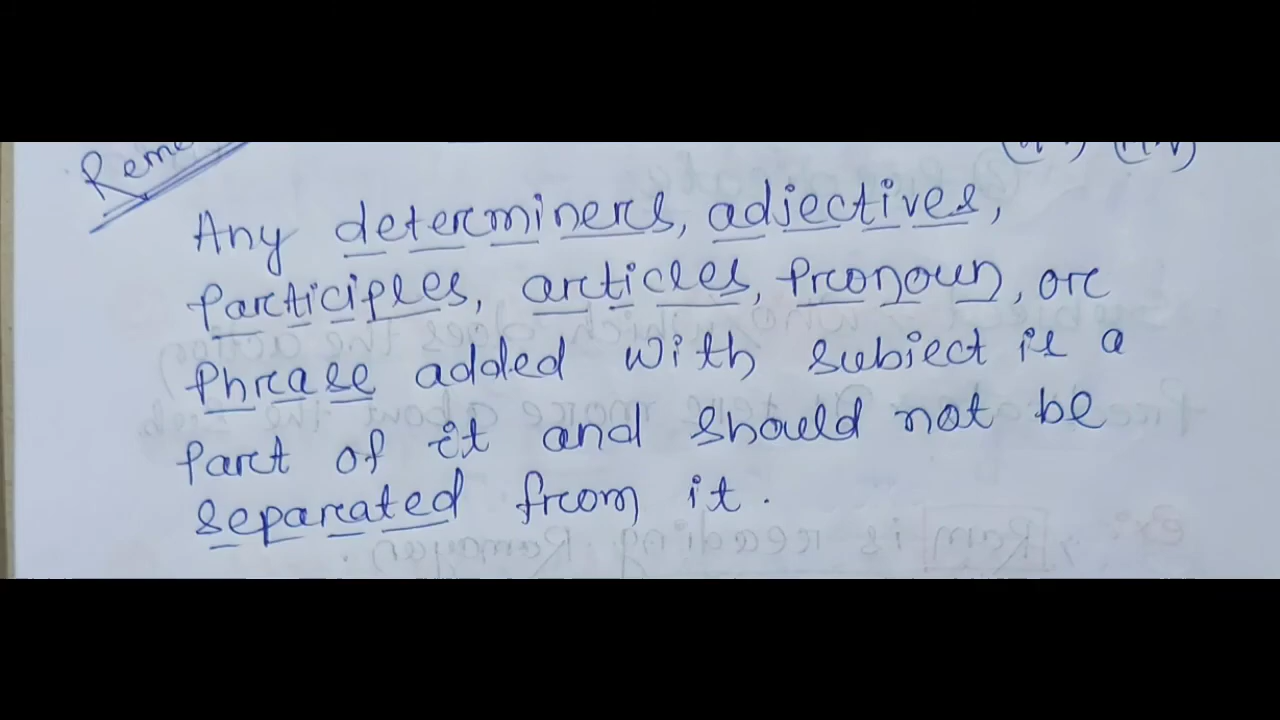 Any determiners, adjectives,
participles, articles, pronoun, or
phrase added with subject is a
part of it and should not be
separated from it.